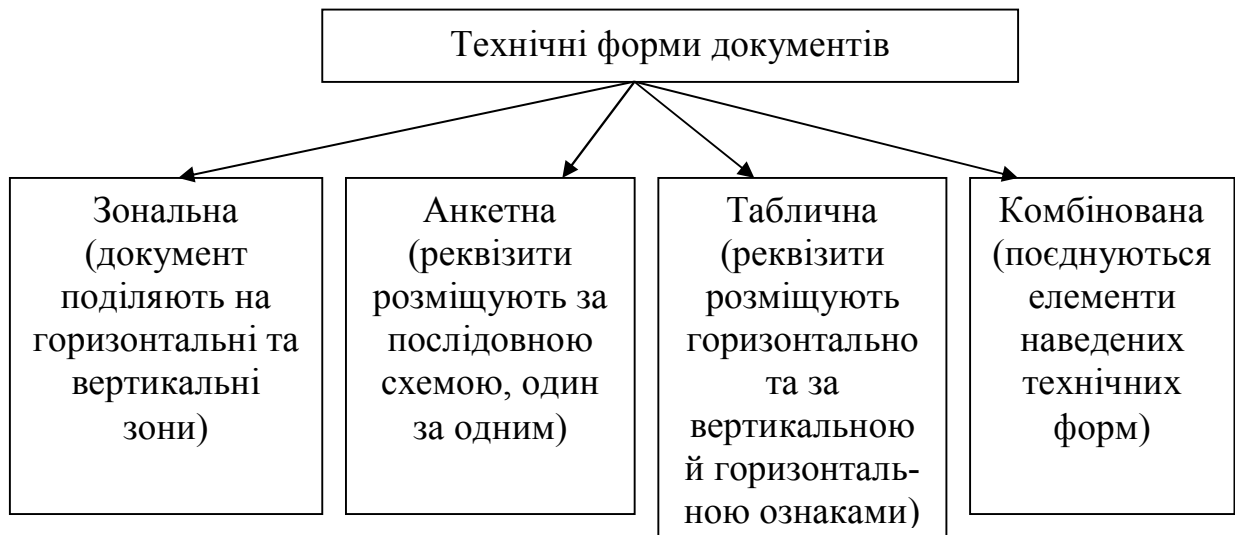 Технічні форми документів
Зональна
(документ
поділяють на
горизонтальні та
вертикальні
зони)
Анкетна
(реквізити
розміщують за
послідовною
схемою, один
за одним)
Таблична
(реквізити
розміщують
горизонтально
та за
вертикальною
й горизонталь-
ною ознаками)
Комбінована
(поєднуються
елементи
наведених
технічних
форм)